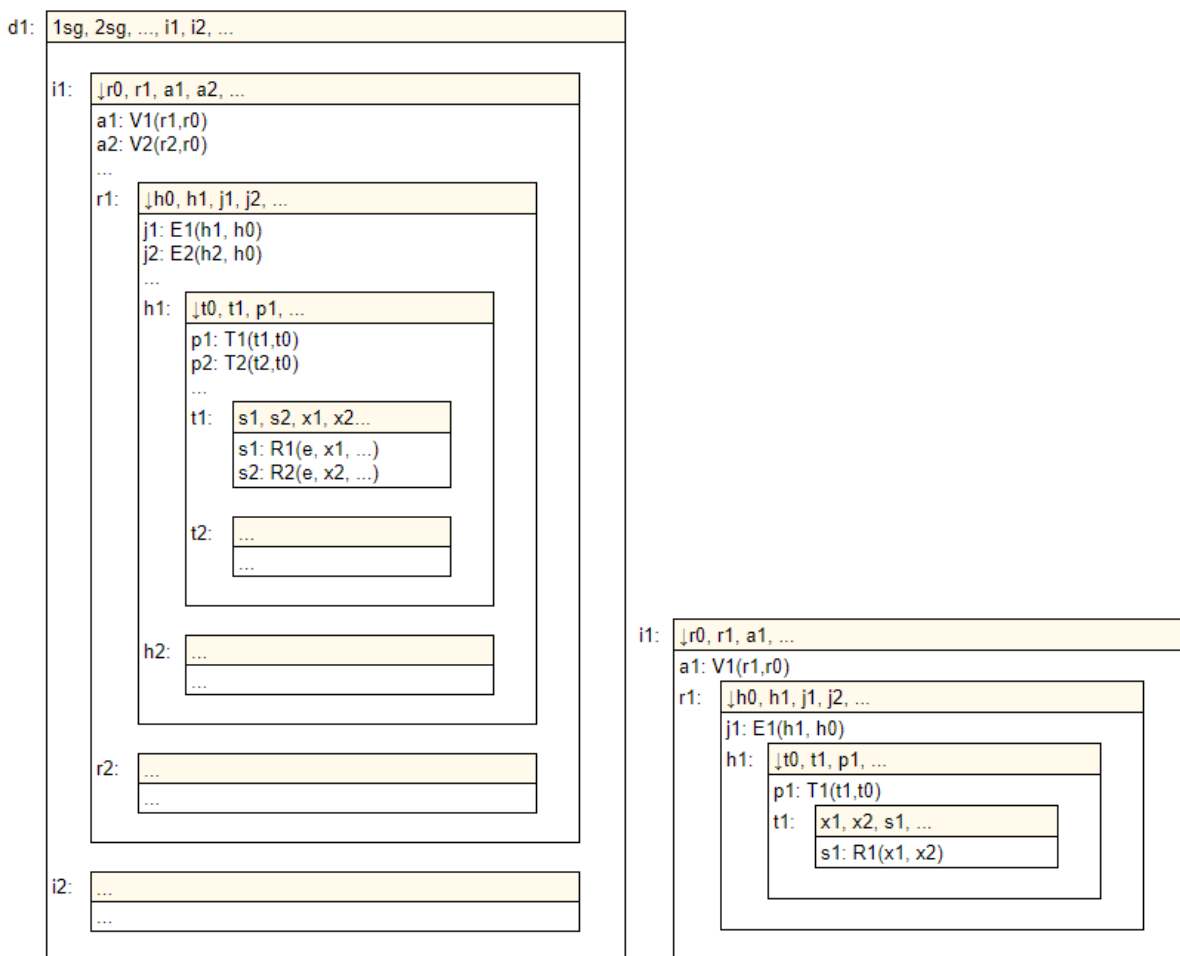 d1: 1sg, 2sg, ..., i1, i2, ...
i1: ↓r0, r1, a1, a2, ...
a1: V1(r1,r0)
a2: V2(r2,r0)
...
r1: ↓h0, h1, j1, j2, ...
j1: E1(h1, h0)
j2: E2(h2, h0)
...
h1: ↓t0, t1, p1, ...
p1: T1(t1,t0)
p2: T2(t2,t0)
...
t1: s1, s2, x1, x2...
s1: R1(e, x1, ...)
s2: R2(e, x2, ...)
t2: ...
...
h2: ...
...
r2: ...
...
i2: ...
...
i1: ↓r0, r1, a1, ...
a1: V1(r1,r0)
r1: ↓h0, h1, j1, j2, ...
j1: E1(h1, h0)
h1: ↓t0, t1, p1, ...
p1: T1(t1,t0)
t1: x1, x2, s1, ...
s1: R1(x1, x2)